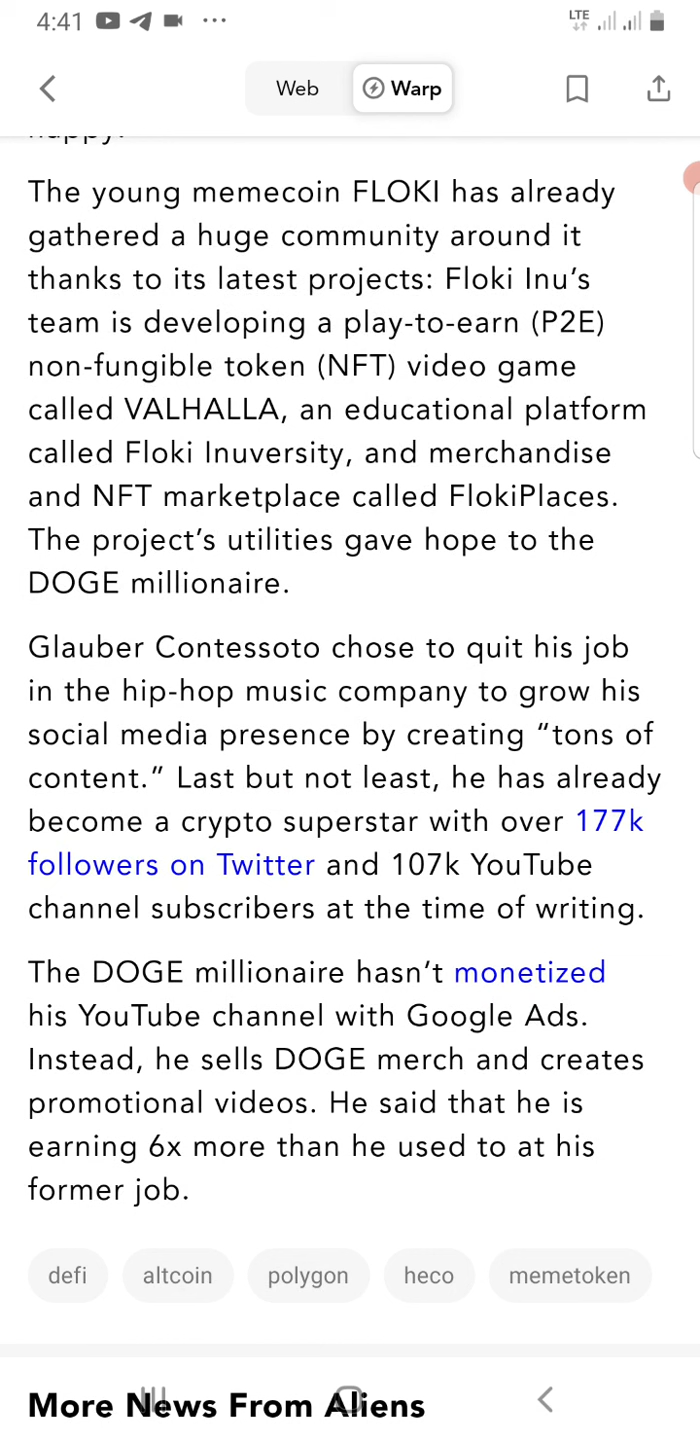 4:41
LTE
Web
Warp
happy.
The young memecoin FLOKI has already
gathered a huge community around it
thanks to its latest projects: Floki Inu’s
team is developing a play-to-earn (P2E)
non-fungible token (NFT) video game
called VALHALLA, an educational platform
called Floki Inuversity, and merchandise
and NFT marketplace called FlokiPlaces.
The project’s utilities gave hope to the
DOGE millionaire.
Glauber Contessoto chose to quit his job
in the hip-hop music company to grow his
social media presence by creating “tons of
content.” Last but not least, he has already
become a crypto superstar with over 177k
followers on Twitter and 107k YouTube
channel subscribers at the time of writing.
The DOGE millionaire hasn’t monetized
his YouTube channel with Google Ads.
Instead, he sells DOGE merch and creates
promotional videos. He said that he is
earning 6x more than he used to at his
former job.
defi altcoin polygon heco memetoken
More News From Aliens